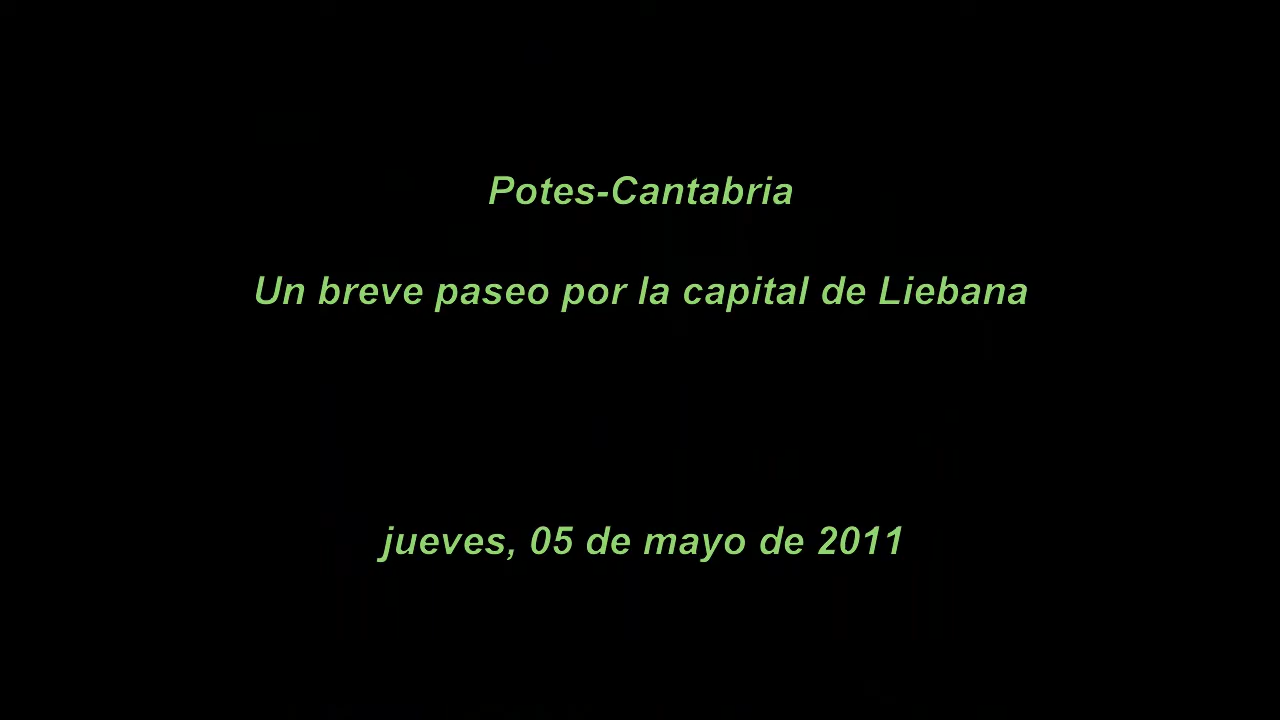 Potes-Cantabria
Un breve paseo por la capital de Liebana
jueves, 05 de mayo de 2011